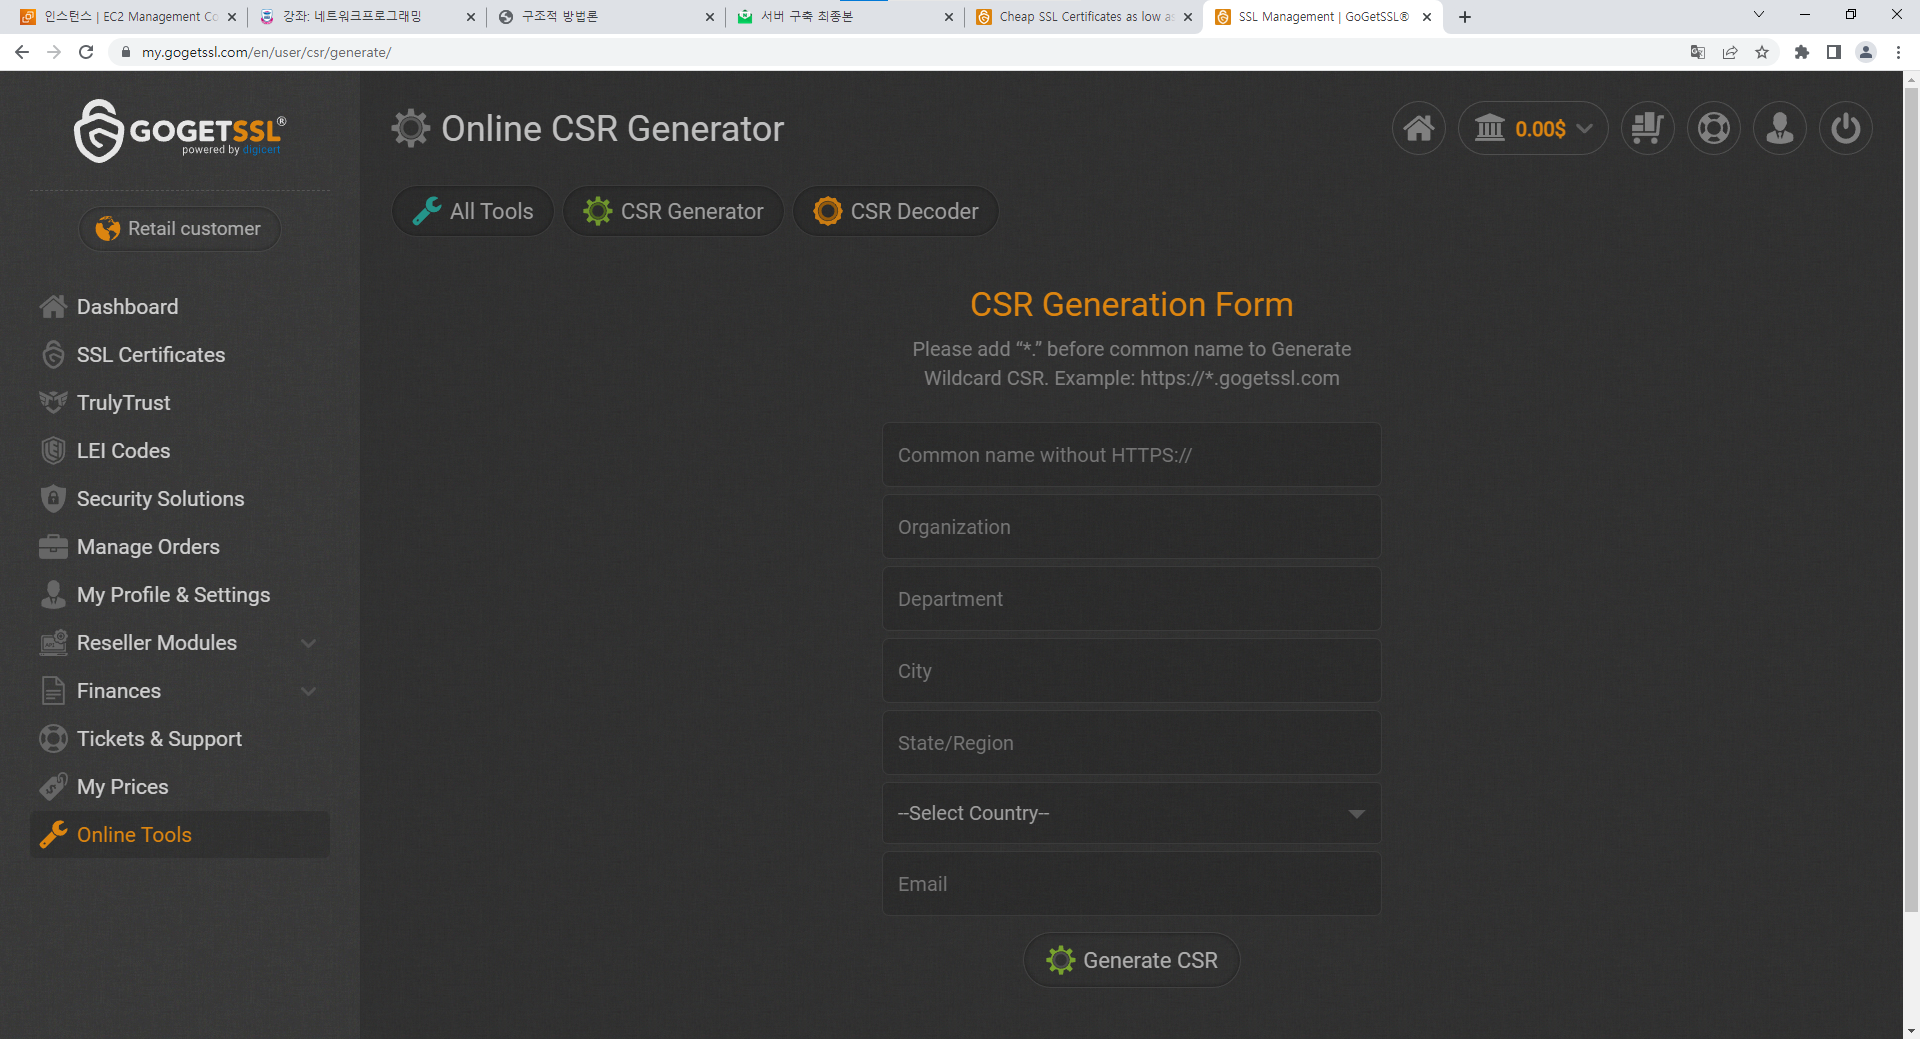 인스턴스 | EC2 Management Co
강좌: 네트워크프로그래밍
구조적 방법론
서버 구축 최종본
Cheap SSL Certificates as low as
SSL Management | GoGetSSL®
my.gogetssl.com/en/user/csr/generate/
GOGETSSL®
powered by digicert
Retail customer
Dashboard
SSL Certificates
TrulyTrust
LEI Codes
Security Solutions
Manage Orders
My Profile & Settings
Reseller Modules
Finances
Tickets & Support
My Prices
Online Tools
Online CSR Generator
0.00$
All Tools
CSR Generator
CSR Decoder
CSR Generation Form
Please add “*.” before common name to Generate
Wildcard CSR. Example: https://*.gogetssl.com
Common name without HTTPS://
Organization
Department
City
State/Region
--Select Country--
Email
Generate CSR